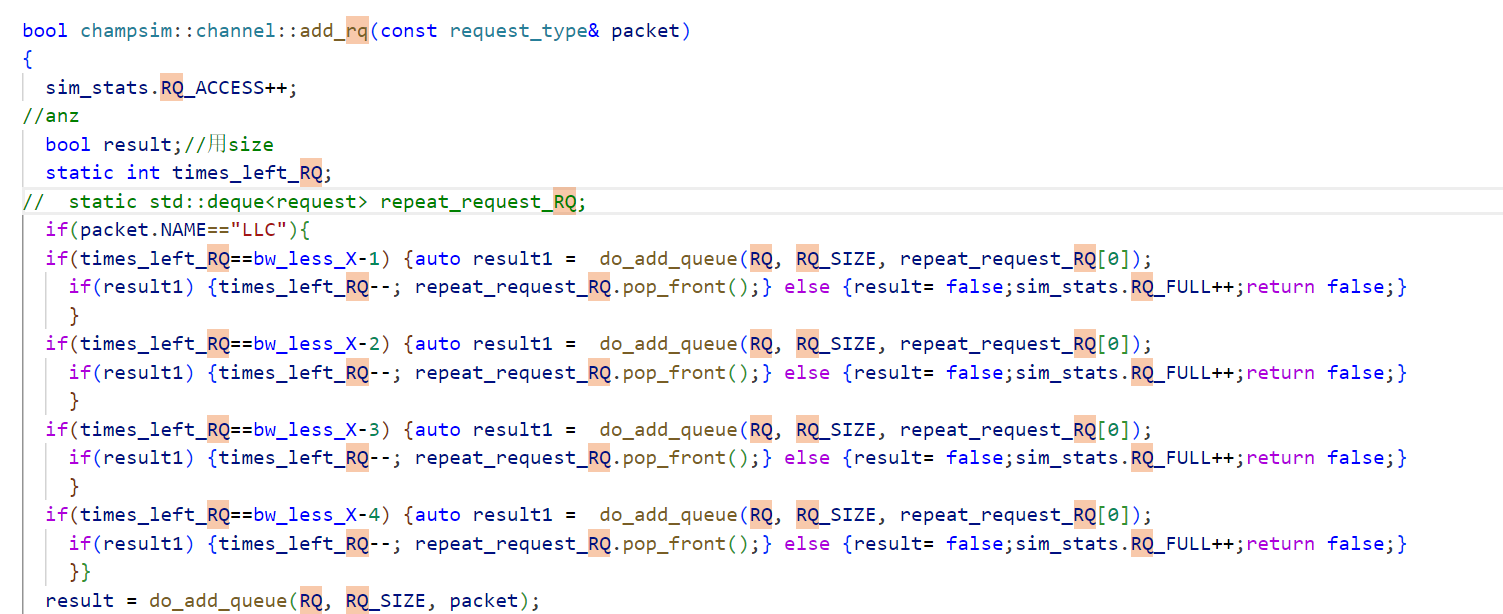 bool champsim::channel::add_rq(const request_type& packet)
{
  sim_stats.RQ_ACCESS++;
//anz
  bool result;//用size
  static int times_left_RQ;
//  static std::deque<request> repeat_request_RQ;
  if(packet.NAME=="LLC"){
  if(times_left_RQ==bw_less_X-1) {auto result1 =  do_add_queue(RQ, RQ_SIZE, repeat_request_RQ[0]);
    if(result1) {times_left_RQ--; repeat_request_RQ.pop_front();} else {result= false;sim_stats.RQ_FULL++;return false;}
    }
  if(times_left_RQ==bw_less_X-2) {auto result1 =  do_add_queue(RQ, RQ_SIZE, repeat_request_RQ[0]);
    if(result1) {times_left_RQ--; repeat_request_RQ.pop_front();} else {result= false;sim_stats.RQ_FULL++;return false;}
    }
  if(times_left_RQ==bw_less_X-3) {auto result1 =  do_add_queue(RQ, RQ_SIZE, repeat_request_RQ[0]);
    if(result1) {times_left_RQ--; repeat_request_RQ.pop_front();} else {result= false;sim_stats.RQ_FULL++;return false;}
    }
  if(times_left_RQ==bw_less_X-4) {auto result1 =  do_add_queue(RQ, RQ_SIZE, repeat_request_RQ[0]);
    if(result1) {times_left_RQ--; repeat_request_RQ.pop_front();} else {result= false;sim_stats.RQ_FULL++;return false;}
    }}
  result = do_add_queue(RQ, RQ_SIZE, packet);